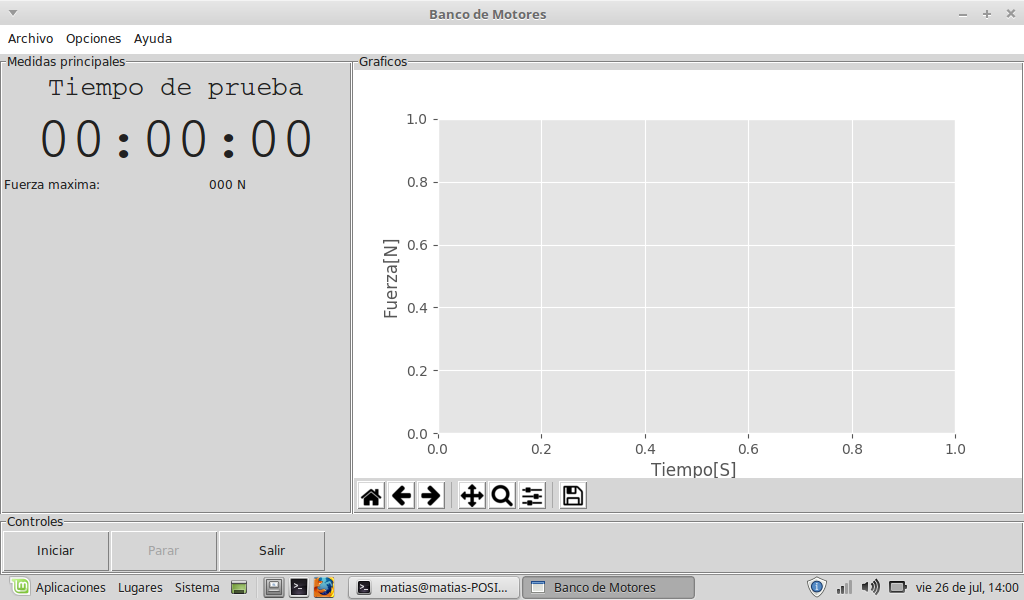 Banco de Motores
Archivo Opciones Ayuda
Medidas principales
Tiempo de prueba
00:00:00
Fuerza maxima: 000 N
Graficos
1.0
0.8
0.6
0.4
0.2
0.0
Fuerza[N]
0.0 0.2 0.4 0.6 0.8 1.0
Tiempo[S]
Controles
Iniciar Parar Salir
Aplicaciones Lugares Sistema matias@matias-POSI... Banco de Motores vie 26 de jul, 14:00